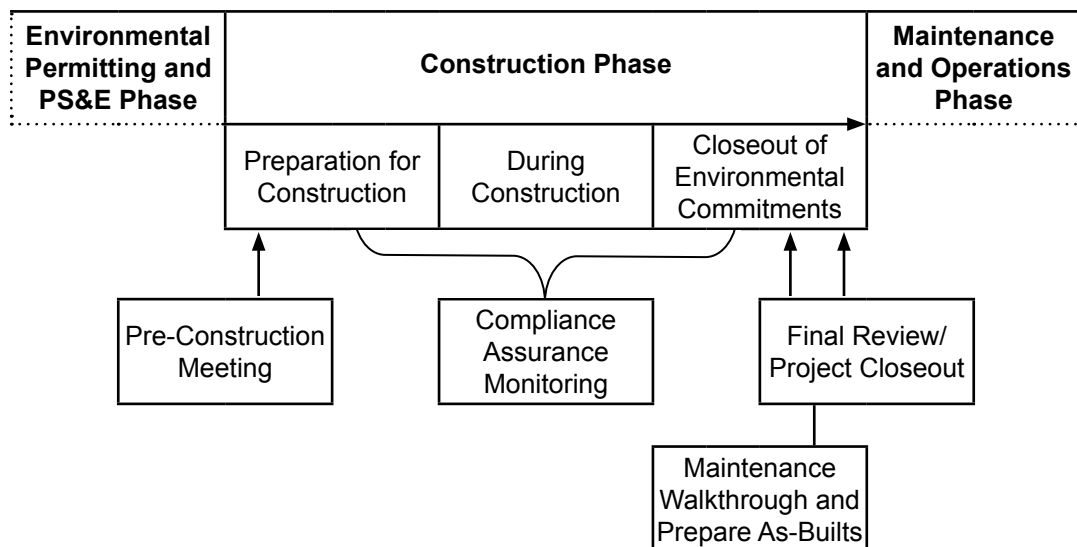 Environmental
Permitting and
PS&E Phase
Construction Phase
Maintenance
and Operations
Phase
Preparation for
Construction
During
Construction
Closeout of
Environmental
Commitments
Pre-Construction
Meeting
Compliance
Assurance
Monitoring
Final Review/
Project Closeout
Maintenance
Walkthrough and
Prepare As-Builts